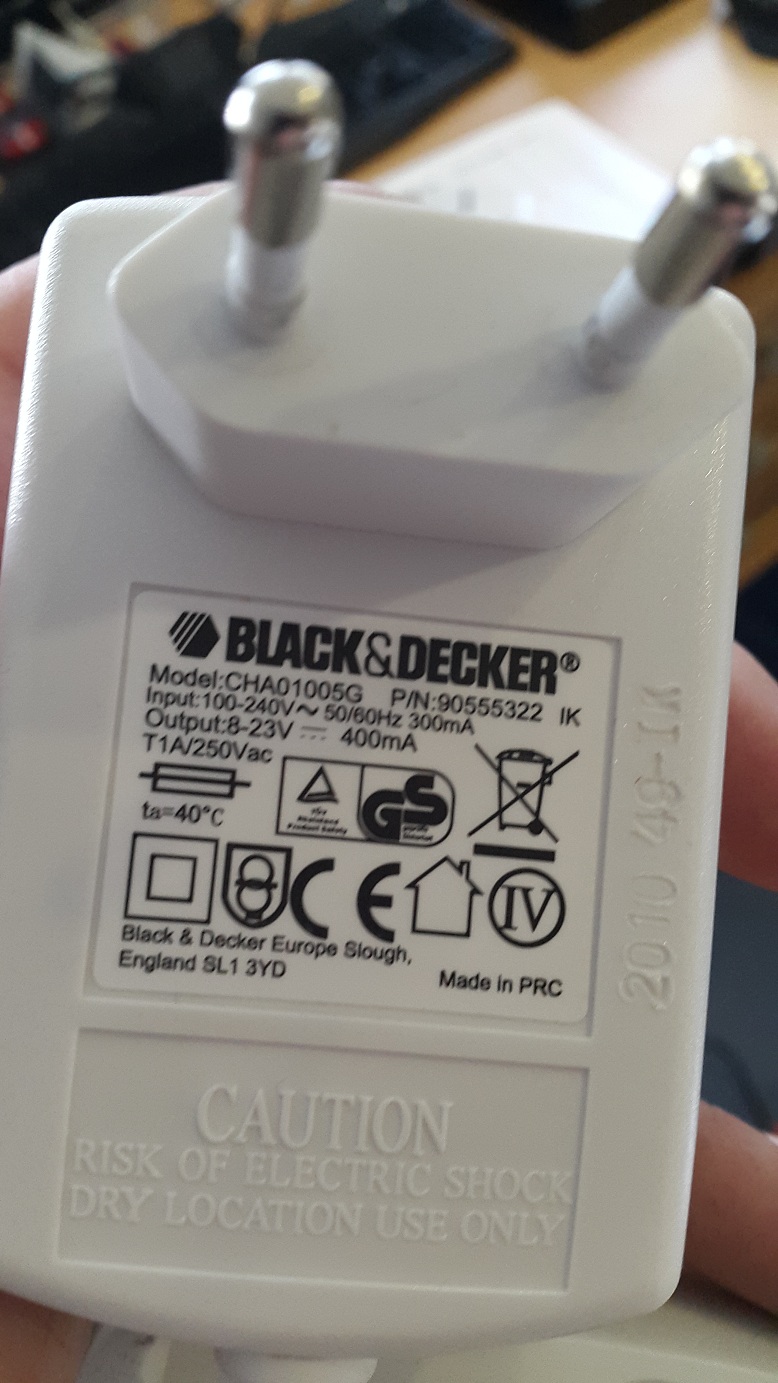 BLACK&DECKER®
Model:CHA01005G P/N:90555322 IK
Input:100-240V～ 50/60Hz 300mA
Output:8-23V ⎓ 400mA
T1A/250Vac
ta=40°C
GS
CE
IV
Black & Decker Europe Slough,
England SL1 3YD
Made in PRC
2010 49-IK
CAUTION
RISK OF ELECTRIC SHOCK
DRY LOCATION USE ONLY